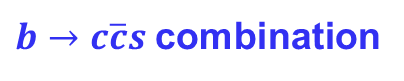 b → cc̄s combination